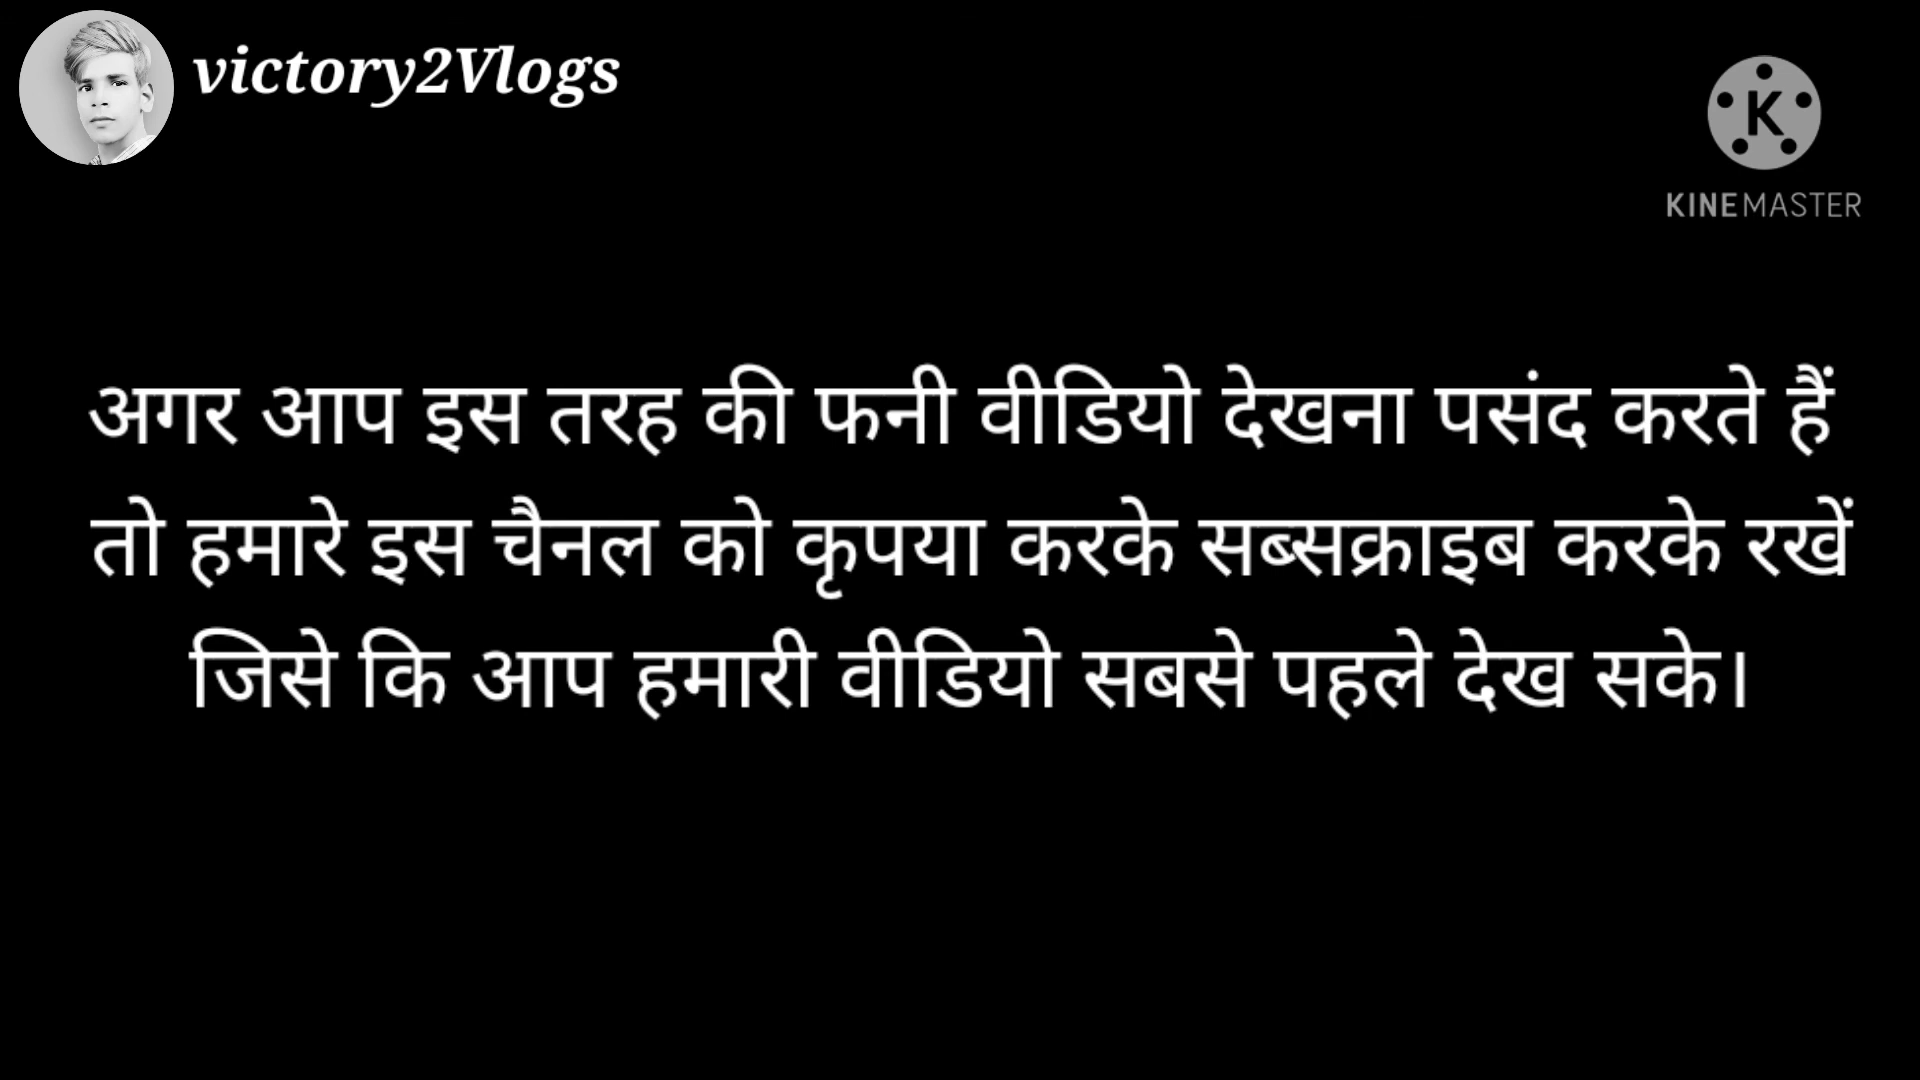 victory2Vlogs
K
KINEMASTER
अगर आप इस तरह की फनी वीडियो देखना पसंद करते हैं
तो हमारे इस चैनल को कृपया करके सब्सक्राइब करके रखें
जिसे कि आप हमारी वीडियो सबसे पहले देख सके।